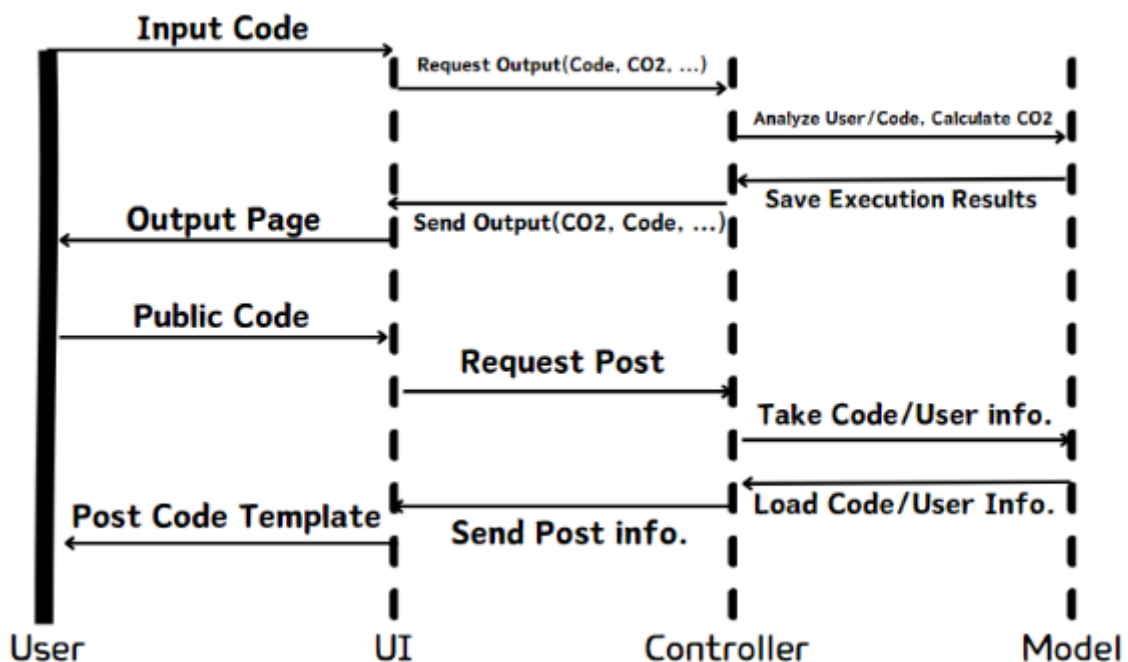 Input Code
Request Output(Code, CO2, ...)
Analyze User/Code, Calculate CO2
Save Execution Results
Send Output(CO2, Code, ...)
Output Page
Public Code
Request Post
Take Code/User info.
Load Code/User Info.
Send Post info.
Post Code Template
User
UI
Controller
Model